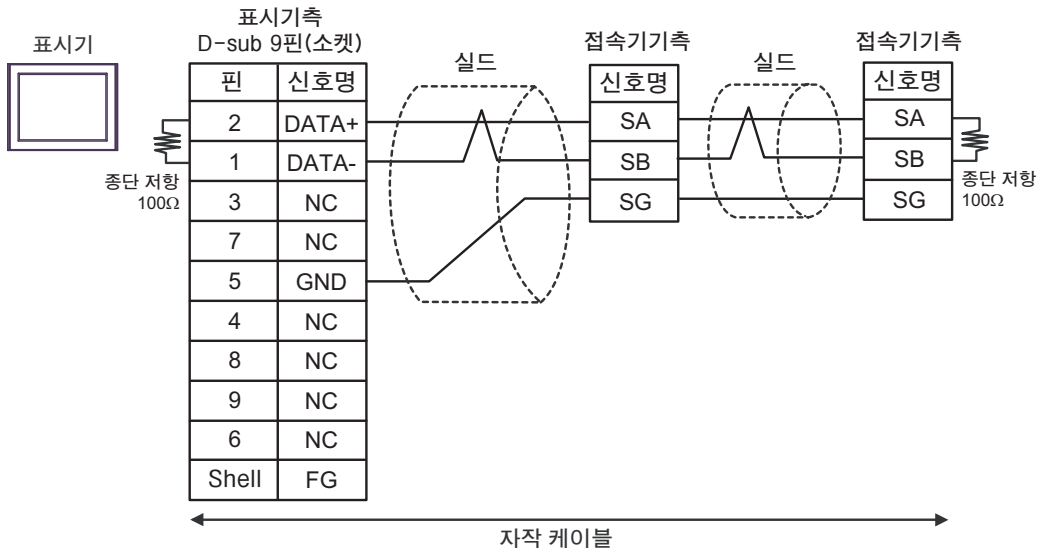 표시기
표시기측
D-sub 9핀(소켓)
핀 신호명
2 DATA+
1 DATA-
3 NC
7 NC
5 GND
4 NC
8 NC
9 NC
6 NC
Shell FG
종단 저항
100Ω
실드
접속기기측
신호명
SA
SB
SG
실드
접속기기측
신호명
SA
SB
SG
종단 저항
100Ω
자작 케이블